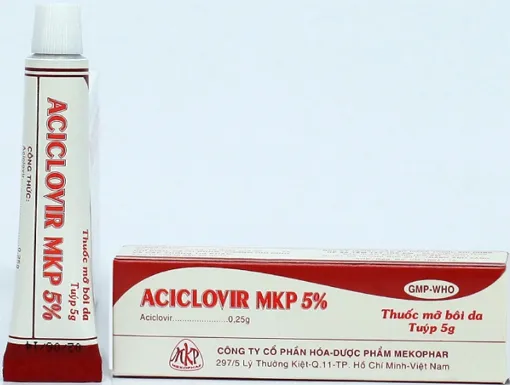 ACICLOVIR MKP 5%
Thuốc mỡ bôi da
Tuýp 5g
CÔNG THỨC:
Aciclovir
0,25g
GMP-WHO
ACICLOVIR MKP 5%
Aciclovir......................0,25g
Thuốc mỡ bôi da
Tuýp 5g
MKP
MEKOPHAR
CÔNG TY CỔ PHẦN HÓA-DƯỢC PHẨM MEKOPHAR
297/5 Lý Thường Kiệt-Q.11-TP. Hồ Chí Minh-Việt Nam